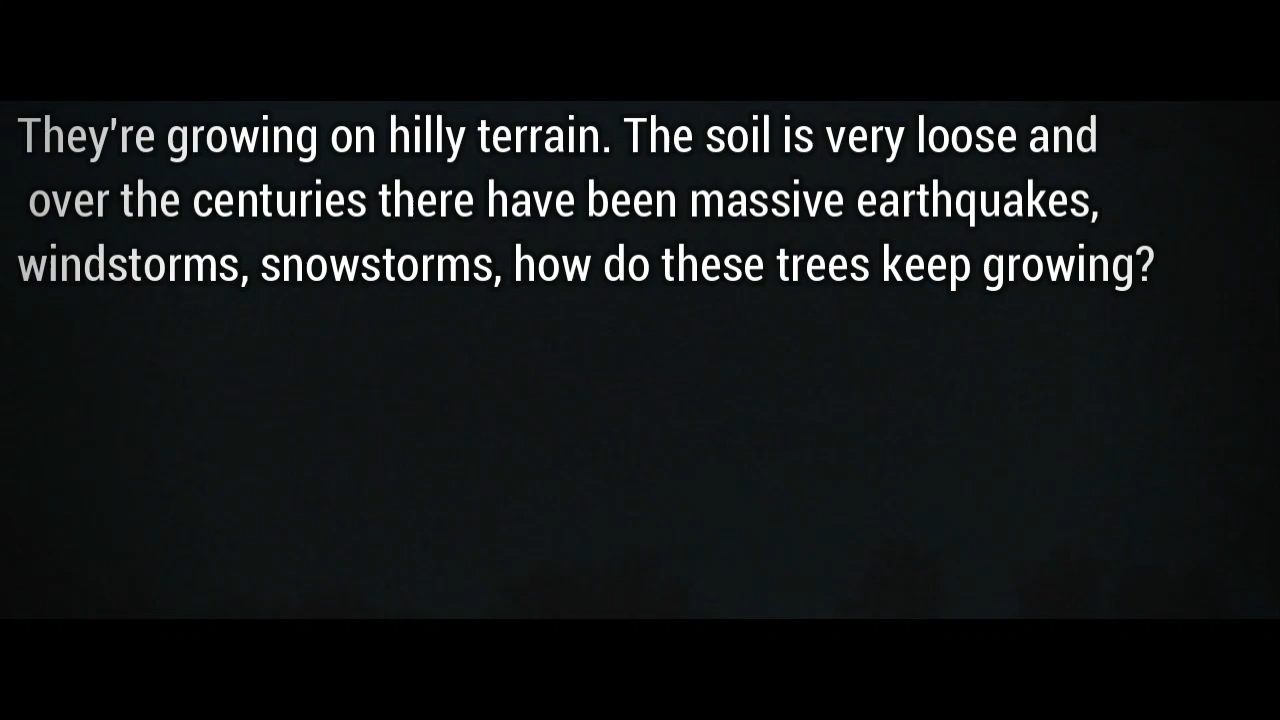 They're growing on hilly terrain. The soil is very loose and
over the centuries there have been massive earthquakes,
windstorms, snowstorms, how do these trees keep growing?